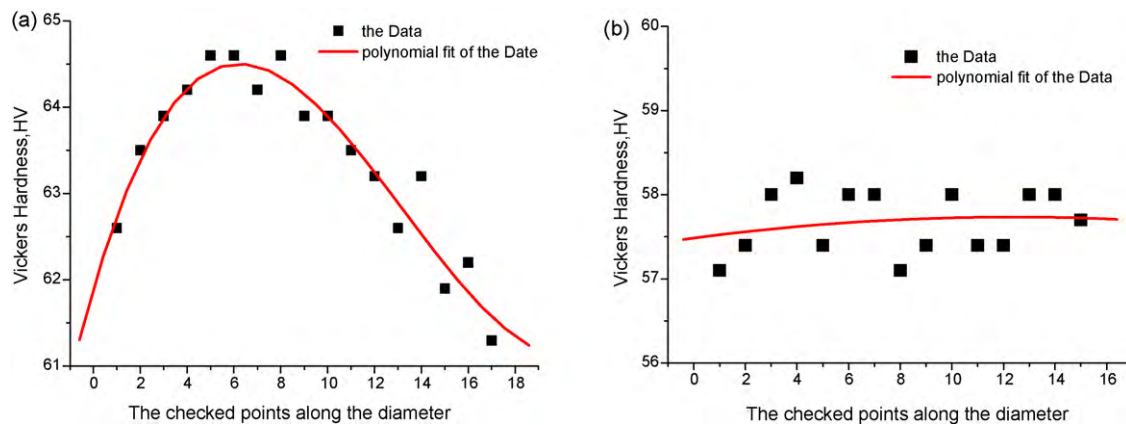 (a)
65
64
63
62
61
Vickers Hardness,HV
the Data
polynomial fit of the Date
0 2 4 6 8 10 12 14 16 18
The checked points along the diameter
(b)
60
59
58
57
56
Vickers Hardness,HV
the Data
polynomial fit of the Data
0 2 4 6 8 10 12 14 16
The checked points along the diameter